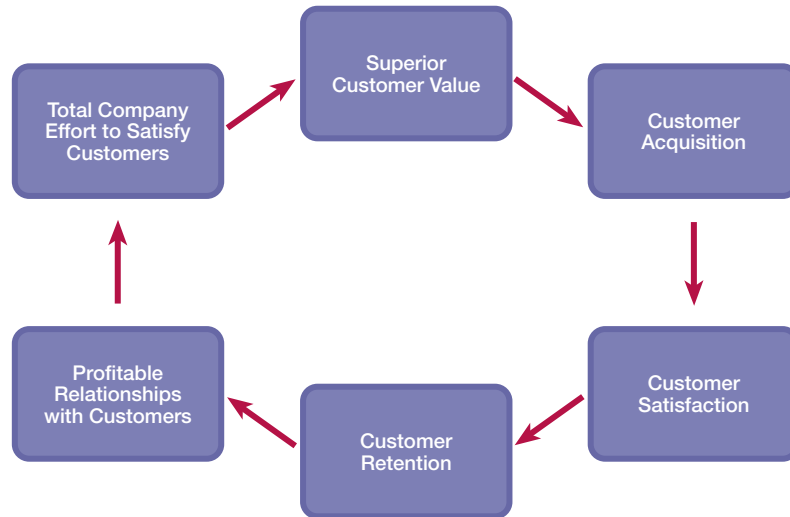 Superior
Customer Value
Total Company
Effort to Satisfy
Customers
Customer
Acquisition
Profitable
Relationships
with Customers
Customer
Satisfaction
Customer
Retention